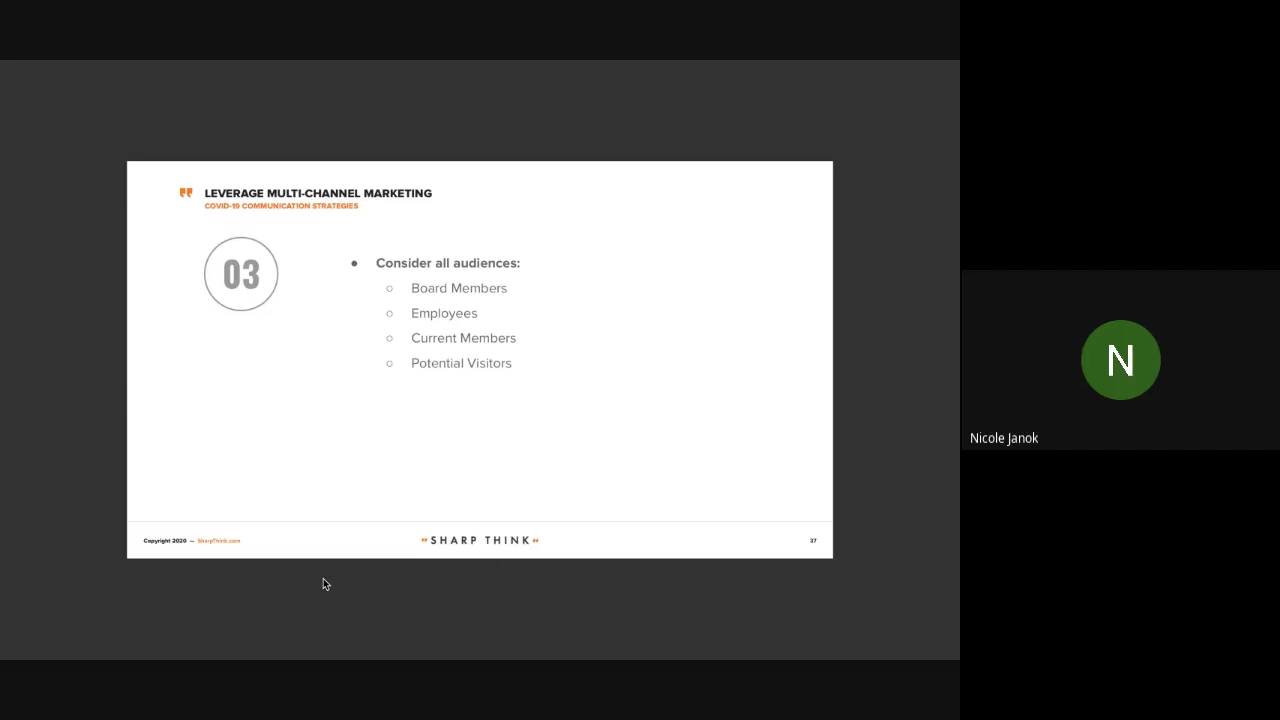 LEVERAGE MULTI-CHANNEL MARKETING
COVID-19 COMMUNICATION STRATEGIES
03
● Consider all audiences:
○ Board Members
○ Employees
○ Current Members
○ Potential Visitors
Copyright 2020 — SharpThink.com
SHARP THINK
37
N
Nicole Janok